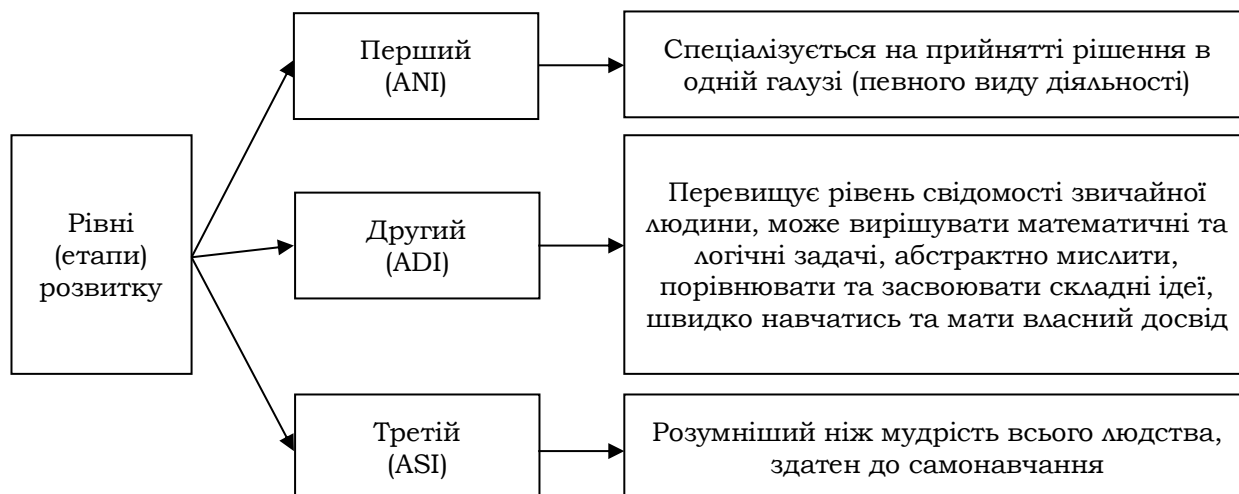 Рівні
(етапи)
розвитку
Перший
(ANI)
Спеціалізується на прийнятті рішення в
одній галузі (певного виду діяльності)
Другий
(ADI)
Перевищує рівень свідомості звичайної
людини, може вирішувати математичні та
логічні задачі, абстрактно мислити,
порівнювати та засвоювати складні ідеї,
швидко навчатись та мати власний досвід
Третій
(ASI)
Розумніший ніж мудрість всього людства,
здатен до самонавчання